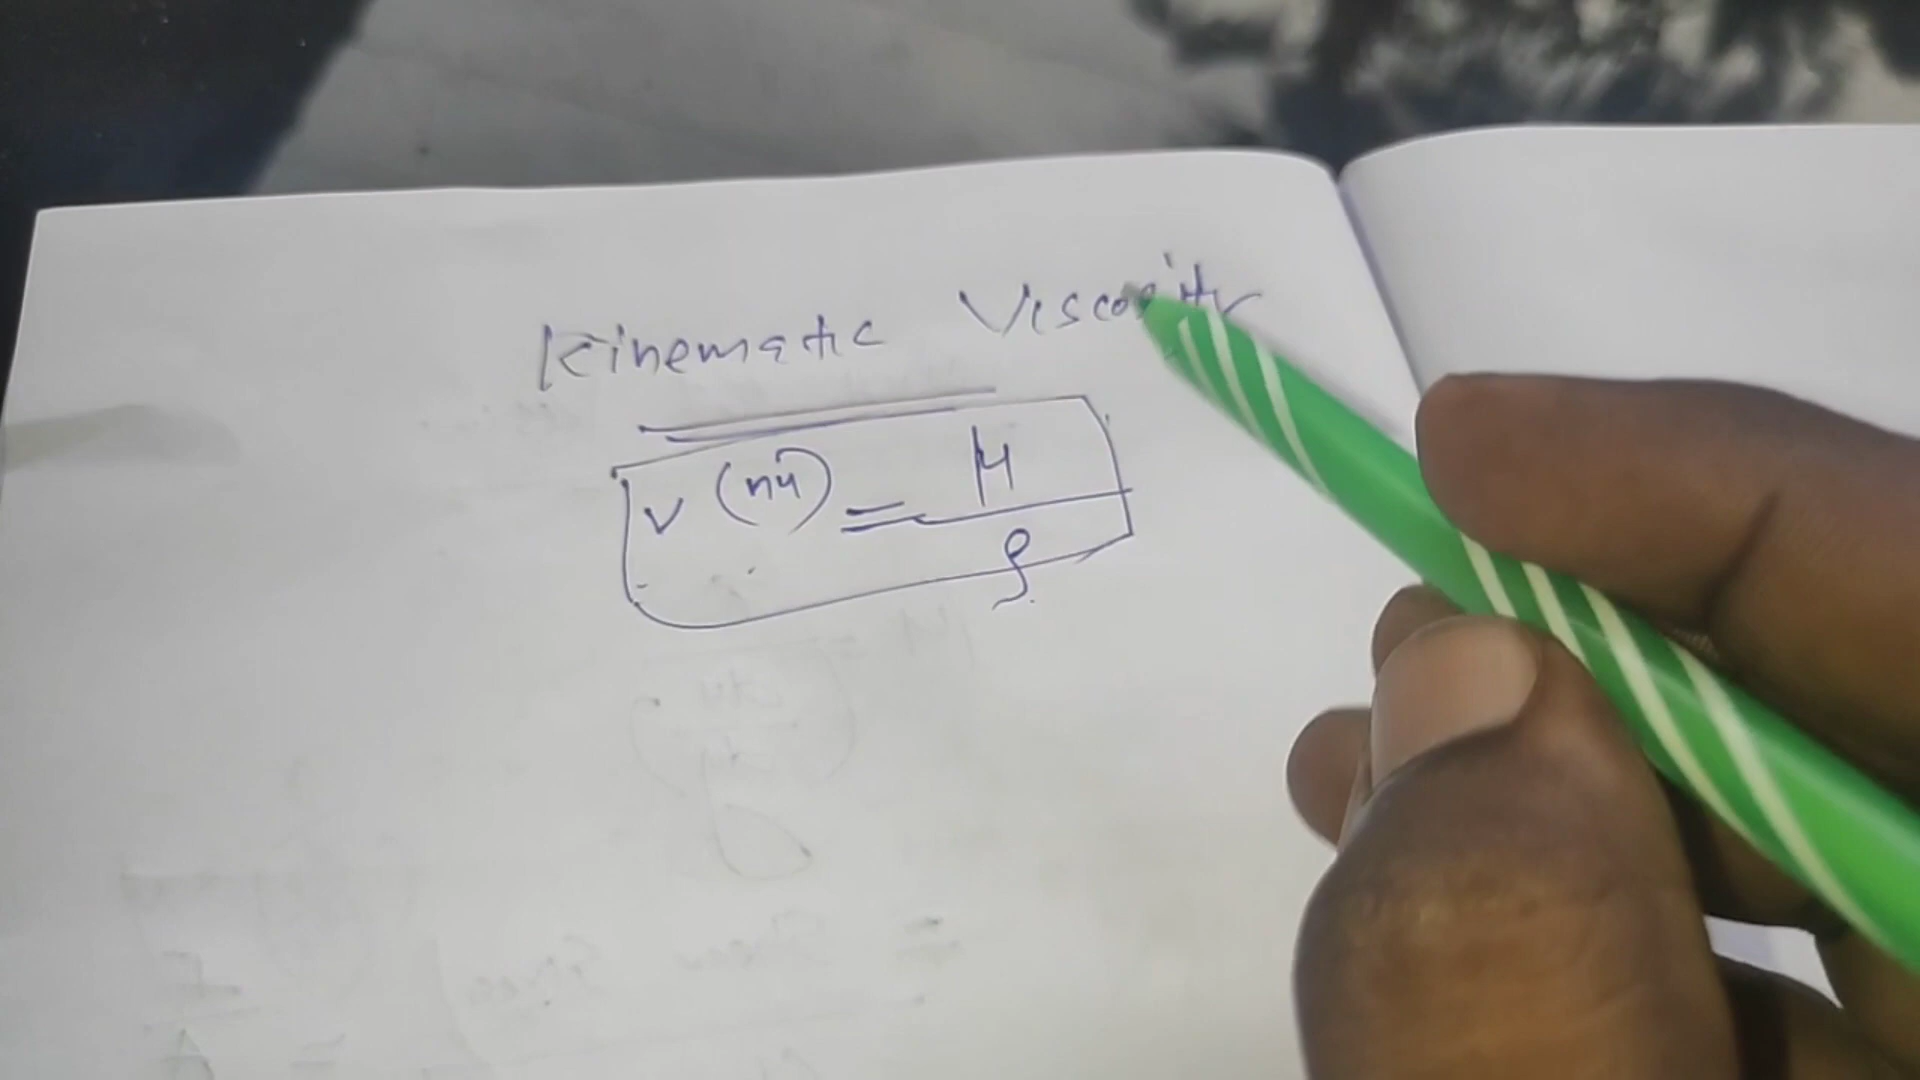 Kinematic Viscosity
ν (nu) = μ
ρ